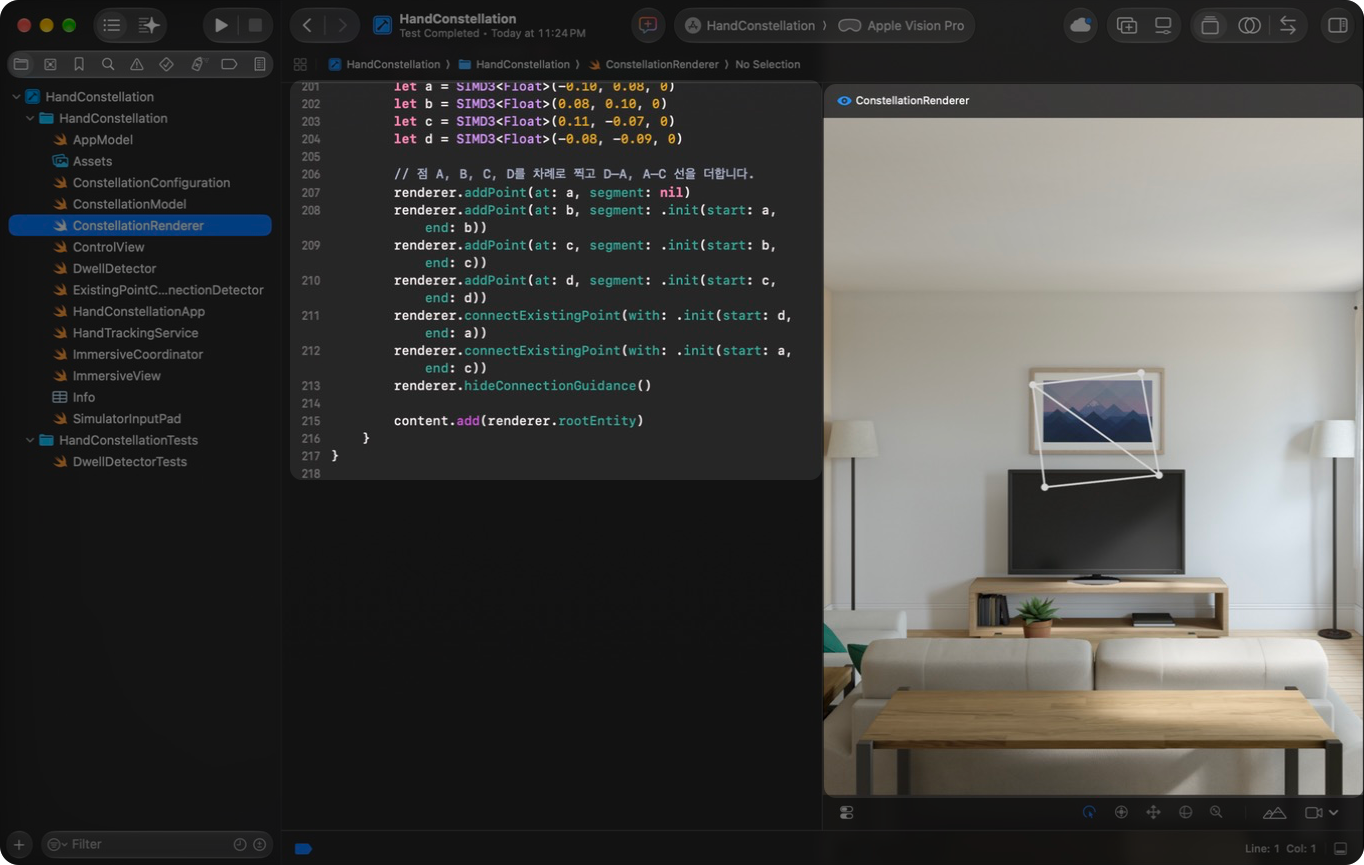 HandConstellation
Test Completed · Today at 11:24 PM
HandConstellation 〉 Apple Vision Pro
HandConstellation 〉 HandConstellation 〉 ConstellationRenderer 〉 No Selection
HandConstellation
HandConstellation
AppModel
Assets
ConstellationConfiguration
ConstellationModel
ConstellationRenderer
ControlView
DwellDetector
ExistingPointC...nectionDetector
HandConstellationApp
HandTrackingService
ImmersiveCoordinator
ImmersiveView
Info
SimulatorInputPad
HandConstellationTests
DwellDetectorTests
Filter
201 let a = SIMD3<Float>(-0.10, 0.08, 0)
202 let b = SIMD3<Float>(0.08, 0.10, 0)
203 let c = SIMD3<Float>(0.11, -0.07, 0)
204 let d = SIMD3<Float>(-0.08, -0.09, 0)
205
206 // 점 A, B, C, D를 차례로 찍고 D—A, A—C 선을 더합니다.
207 renderer.addPoint(at: a, segment: nil)
208 renderer.addPoint(at: b, segment: .init(start: a,
end: b))
209 renderer.addPoint(at: c, segment: .init(start: b,
end: c))
210 renderer.addPoint(at: d, segment: .init(start: c,
end: d))
211 renderer.connectExistingPoint(with: .init(start: d,
end: a))
212 renderer.connectExistingPoint(with: .init(start: a,
end: c))
213 renderer.hideConnectionGuidance()
214
215 content.add(renderer.rootEntity)
216 }
217 }
218
ConstellationRenderer
Line: 1 Col: 1